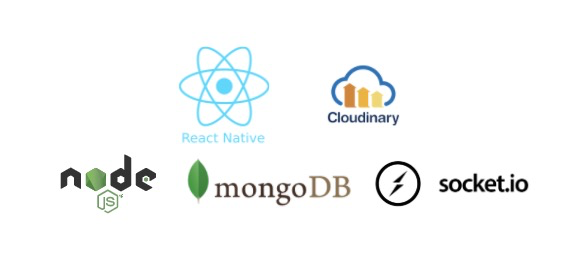 React Native
Cloudinary
node
JS
mongoDB
socket.io